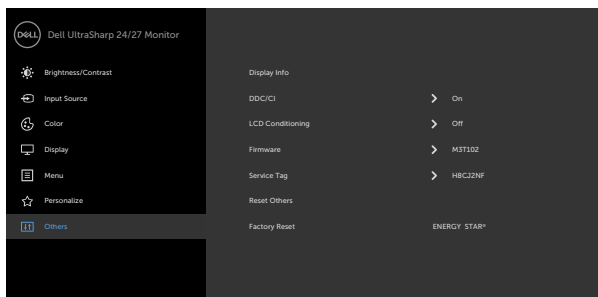 DELL Dell UltraSharp 24/27 Monitor
Brightness/Contrast Display Info
Input Source DDC/CI On
Color LCD Conditioning Off
Display Firmware M3T102
Menu Service Tag H8CJ2NF
Personalize Reset Others
Others Factory Reset ENERGY STAR®